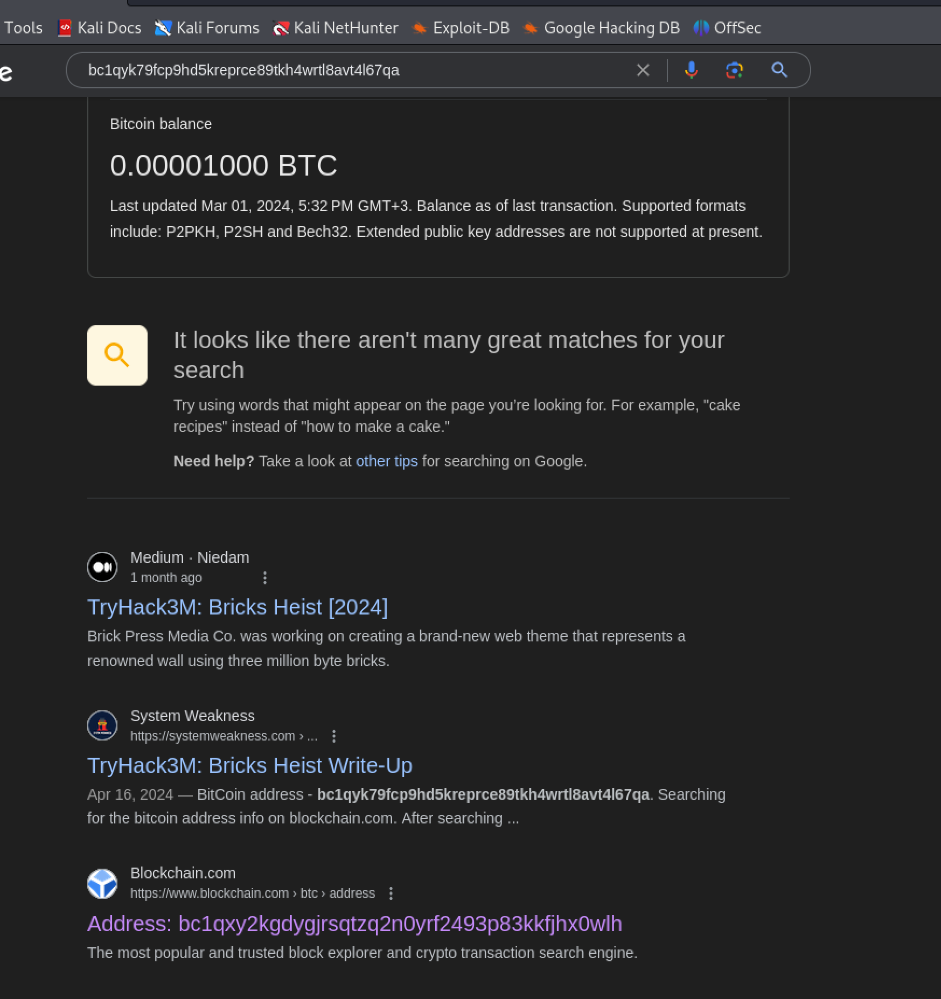 Tools Kali Docs Kali Forums Kali NetHunter Exploit-DB Google Hacking DB OffSec
e bc1qyk79fcp9hd5kreprce89tkh4wrtl8avt4l67qa
Bitcoin balance
0.00001000 BTC
Last updated Mar 01, 2024, 5:32 PM GMT+3. Balance as of last transaction. Supported formats
include: P2PKH, P2SH and Bech32. Extended public key addresses are not supported at present.
It looks like there aren't many great matches for your
search
Try using words that might appear on the page you’re looking for. For example, "cake
recipes" instead of "how to make a cake."
Need help? Take a look at other tips for searching on Google.
Medium · Niedam
1 month ago
TryHack3M: Bricks Heist [2024]
Brick Press Media Co. was working on creating a brand-new web theme that represents a
renowned wall using three million byte bricks.
System Weakness
https://systemweakness.com › ...
TryHack3M: Bricks Heist Write-Up
Apr 16, 2024 — BitCoin address - bc1qyk79fcp9hd5kreprce89tkh4wrtl8avt4l67qa. Searching
for the bitcoin address info on blockchain.com. After searching ...
Blockchain.com
https://www.blockchain.com › btc › address
Address: bc1qxy2kgdygjrsqtzq2n0yrf2493p83kkfjhx0wlh
The most popular and trusted block explorer and crypto transaction search engine.